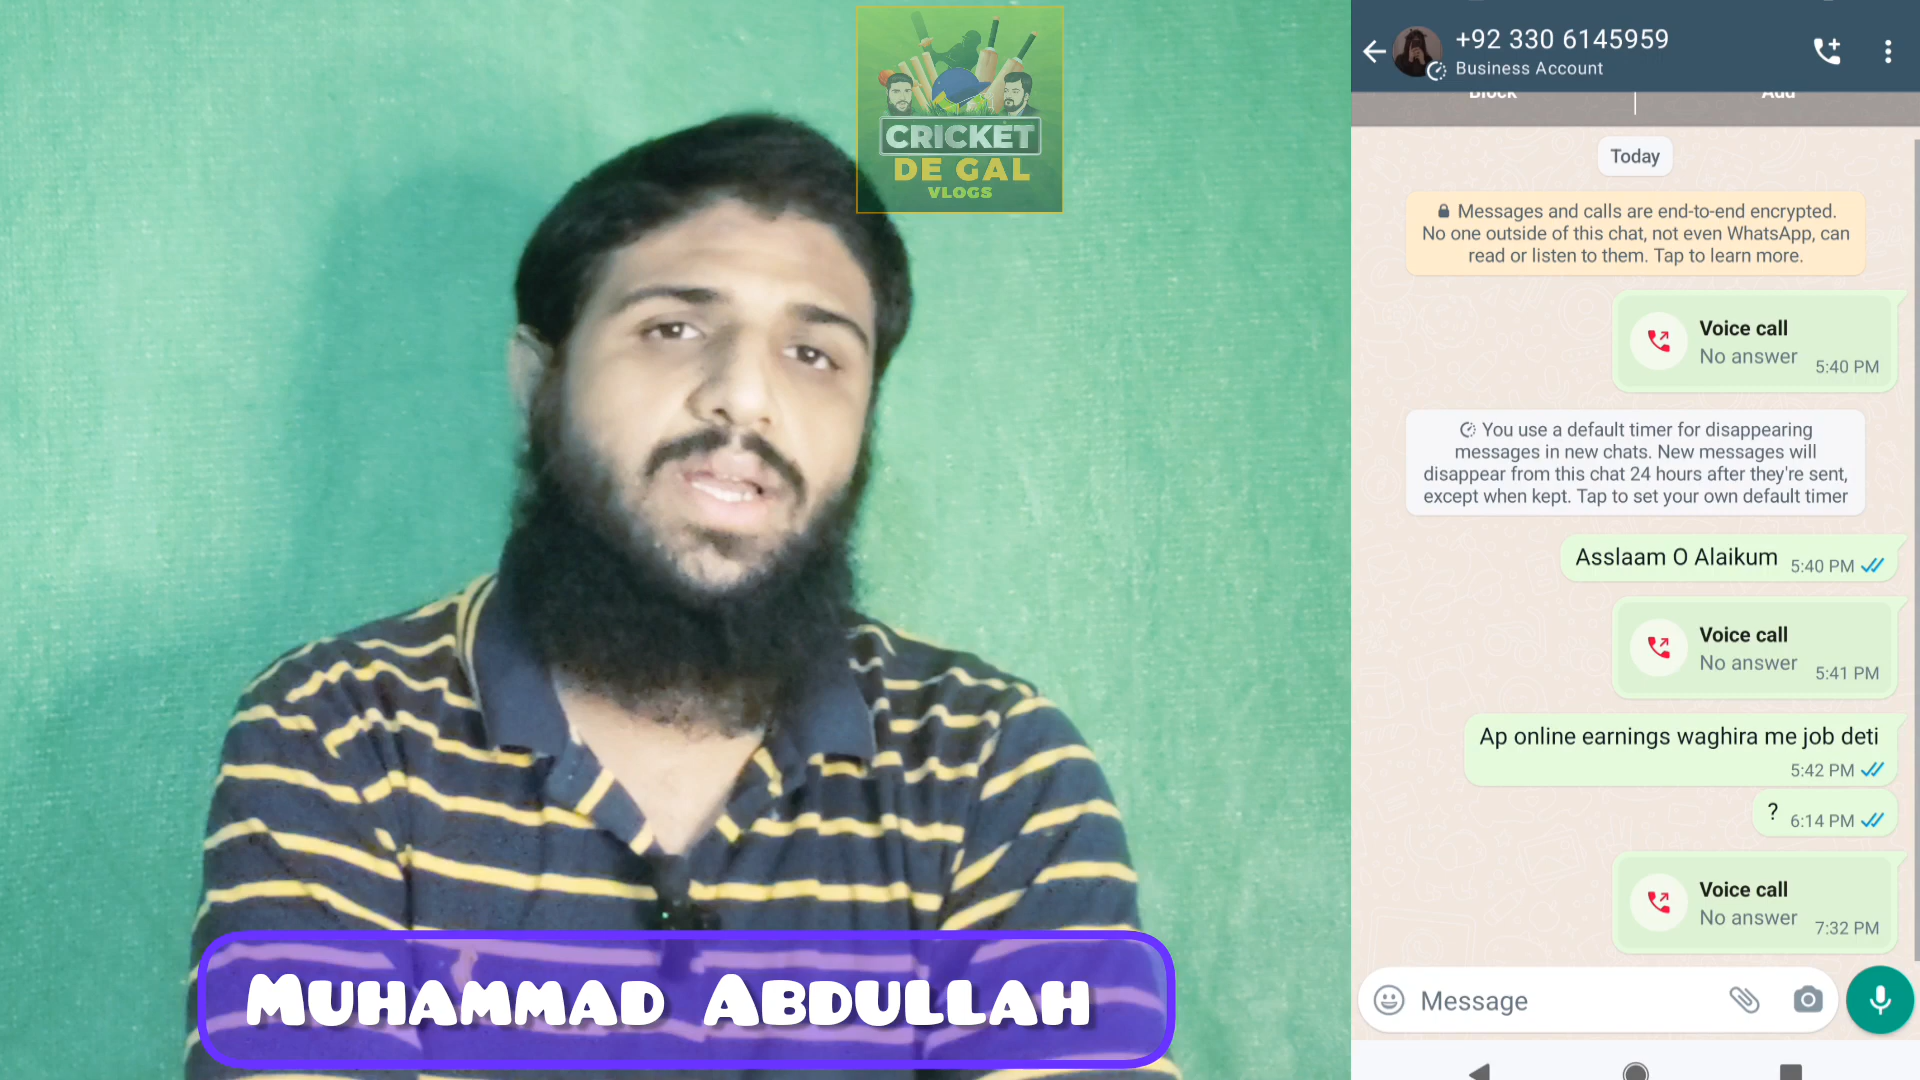 CRICKET
DE GAL
VLOGS
MUHAMMAD ABDULLAH
+92 330 6145959
Business Account
Block
Add
Today
Messages and calls are end-to-end encrypted.
No one outside of this chat, not even WhatsApp, can
read or listen to them. Tap to learn more.
Voice call
No answer
5:40 PM
You use a default timer for disappearing
messages in new chats. New messages will
disappear from this chat 24 hours after they're sent,
except when kept. Tap to set your own default timer
Asslaam O Alaikum 5:40 PM
Voice call
No answer
5:41 PM
Ap online earnings waghira me job deti
5:42 PM
? 6:14 PM
Voice call
No answer
7:32 PM
Message